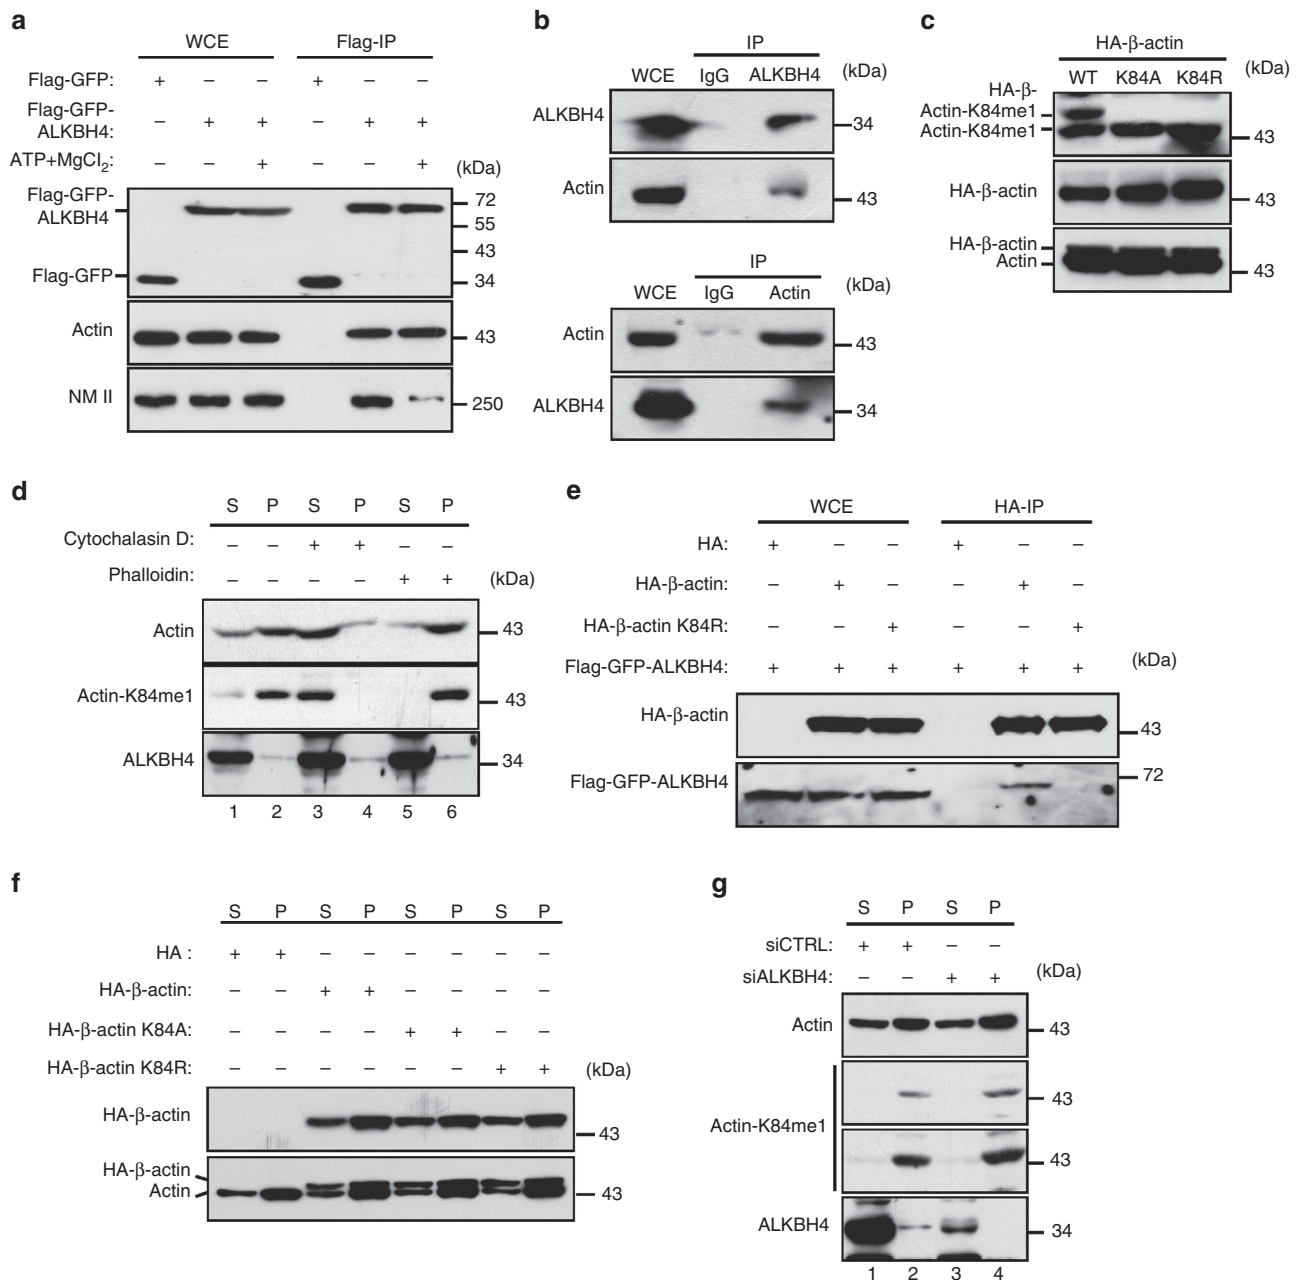 a
WCE Flag-IP
Flag-GFP: + – – + – –
Flag-GFP-
ALKBH4: – + + – + +
ATP+MgCl2: – – + – – +
(kDa)
Flag-GFP-
ALKBH4
72
55
43
Flag-GFP
34
Actin
43
NM II
250
b
IP
WCE IgG ALKBH4 (kDa)
ALKBH4
34
Actin
43
IP
WCE IgG Actin (kDa)
Actin
43
ALKBH4
34
c
HA-β-actin
WT K84A K84R (kDa)
HA-β-
Actin-K84me1
Actin-K84me1
43
HA-β-actin
43
HA-β-actin
Actin
43
d
S P S P S P
Cytochalasin D: – – + + – –
Phalloidin: – – – – + + (kDa)
Actin
43
Actin-K84me1
43
ALKBH4
34
1 2 3 4 5 6
e
WCE HA-IP
HA: + – – + – –
HA-β-actin: – + – – + –
HA-β-actin K84R: – – + – – +
Flag-GFP-ALKBH4: + + + + + + (kDa)
HA-β-actin
43
Flag-GFP-ALKBH4
72
f
S P S P S P S P
HA : + + – – – – – –
HA-β-actin: – – + + – – – –
HA-β-actin K84A: – – – – + + – –
HA-β-actin K84R: – – – – – – + + (kDa)
HA-β-actin
43
HA-β-actin
Actin
43
g
S P S P
siCTRL: + + – –
siALKBH4: – – + + (kDa)
Actin
43
Actin-K84me1
43
43
ALKBH4
34
1 2 3 4